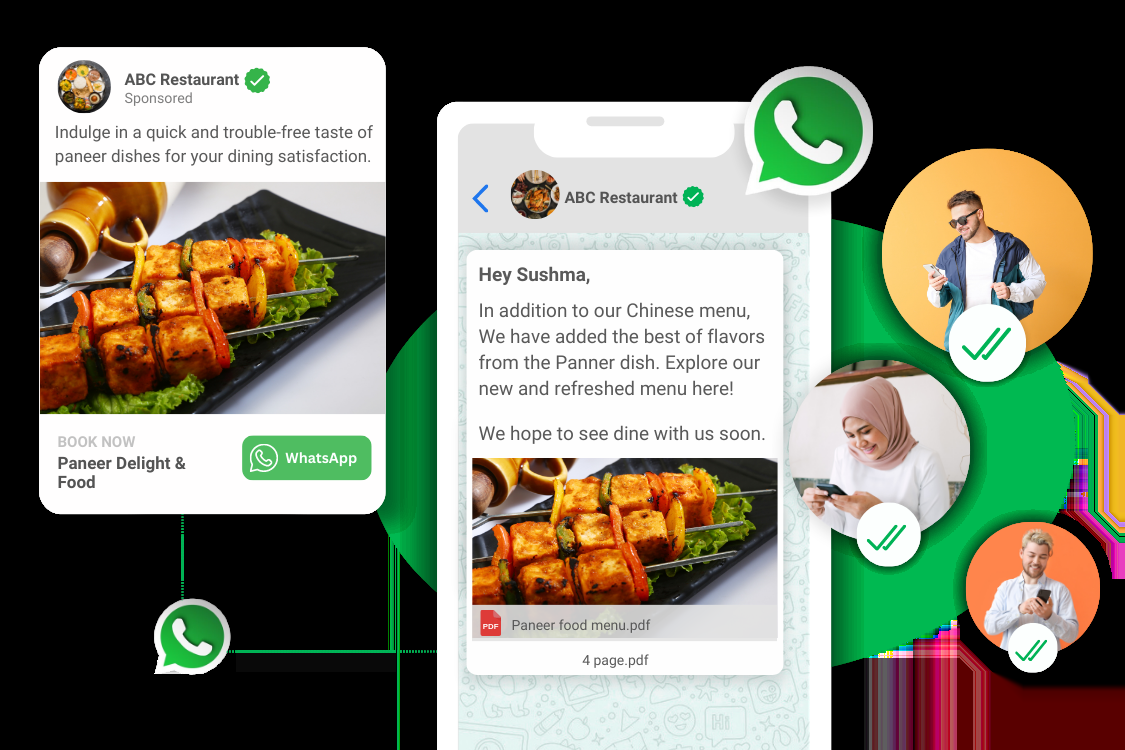 ABC Restaurant
Sponsored
Indulge in a quick and trouble-free taste of
paneer dishes for your dining satisfaction.
BOOK NOW
Paneer Delight &
Food
WhatsApp
ABC Restaurant
Hey Sushma,
In addition to our Chinese menu,
We have added the best of flavors
from the Panner dish. Explore our
new and refreshed menu here!
We hope to see dine with us soon.
PDF
Paneer food menu.pdf
4 page.pdf
Hi